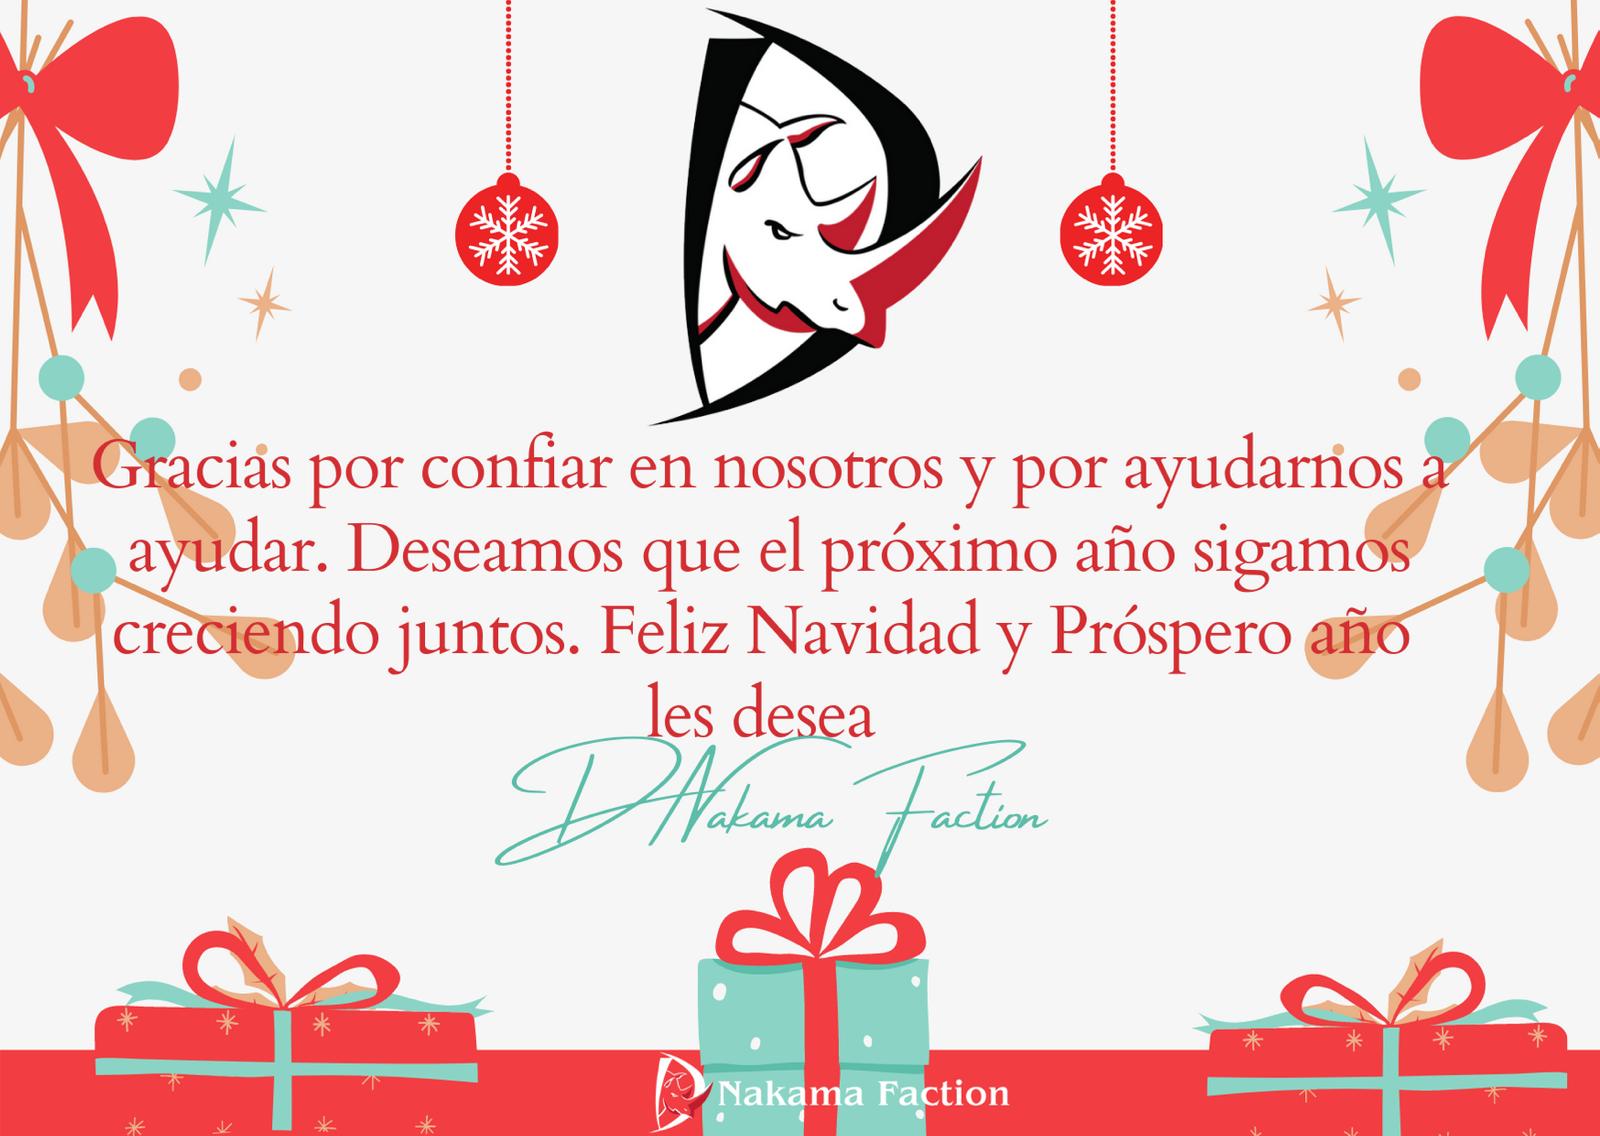 Gracias por confiar en nosotros y por ayudarnos a
ayudar. Deseamos que el próximo año sigamos
creciendo juntos. Feliz Navidad y Próspero año
les desea
DNakama Faction
Nakama Faction